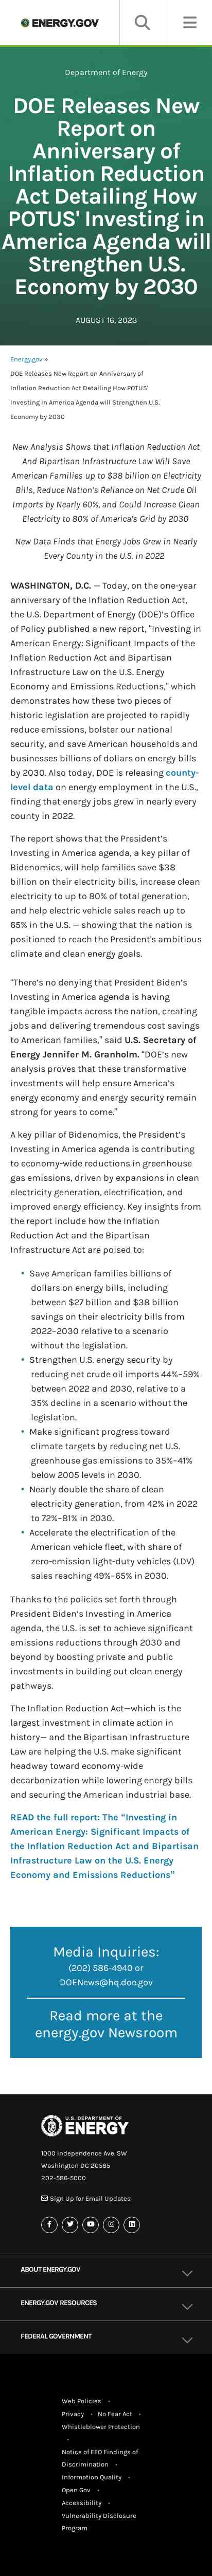 ENERGY.GOV
Department of Energy
DOE Releases New
Report on
Anniversary of
Inflation Reduction
Act Detailing How
POTUS' Investing in
America Agenda will
Strengthen U.S.
Economy by 2030
AUGUST 16, 2023
Energy.gov »
DOE Releases New Report on Anniversary of
Inflation Reduction Act Detailing How POTUS'
Investing in America Agenda will Strengthen U.S.
Economy by 2030
New Analysis Shows that Inflation Reduction Act
And Bipartisan Infrastructure Law Will Save
American Families up to $38 billion on Electricity
Bills, Reduce Nation's Reliance on Net Crude Oil
Imports by Nearly 60%, and Could Increase Clean
Electricity to 80% of America's Grid by 2030
New Data Finds that Energy Jobs Grew in Nearly
Every County in the U.S. in 2022
WASHINGTON, D.C. — Today, on the one-year
anniversary of the Inflation Reduction Act,
the U.S. Department of Energy (DOE)'s Office of
Policy published a new report, "Investing in
American Energy: Significant Impacts of the
Inflation Reduction Act and Bipartisan
Infrastructure Law on the U.S. Energy
Economy and Emissions Reductions," which
demonstrates how these two pieces of
historic legislation are projected to rapidly
reduce emissions, bolster our national
security, and save American households and
businesses billions of dollars on energy bills
by 2030. Also today, DOE is releasing county-
level data on energy employment in the U.S.,
finding that energy jobs grew in nearly every
county in 2022.
The report shows that the President's
Investing in America agenda, a key pillar of
Bidenomics, will help families save $38
billion on their electricity bills, increase clean
electricity to up to 80% of total generation,
and help electric vehicle sales reach up to
65% in the U.S. — showing that the nation is
positioned to reach the President's ambitious
climate and clean energy goals.
"There's no denying that President Biden's
Investing in America agenda is having
tangible impacts across the nation, creating
jobs and delivering tremendous cost savings
to American families," said U.S. Secretary of
Energy Jennifer M. Granholm. "DOE's new
analysis proves that these transformative
investments will help ensure America's
energy economy and energy security remain
strong for years to come."
A key pillar of Bidenomics, the President's
Investing in America agenda is contributing
to economy-wide reductions in greenhouse
gas emissions, driven by expansions in clean
electricity generation, electrification, and
improved energy efficiency. Key insights from
the report include how the Inflation
Reduction Act and the Bipartisan
Infrastructure Act are poised to:
• Save American families billions of
dollars on energy bills, including
between $27 billion and $38 billion
savings on their electricity bills from
2022–2030 relative to a scenario
without the legislation.
• Strengthen U.S. energy security by
reducing net crude oil imports 44%–59%
between 2022 and 2030, relative to a
35% decline in a scenario without the
legislation.
• Make significant progress toward
climate targets by reducing net U.S.
greenhouse gas emissions to 35%–41%
below 2005 levels in 2030.
• Nearly double the share of clean
electricity generation, from 42% in 2022
to 72%–81% in 2030.
• Accelerate the electrification of the
American vehicle fleet, with share of
zero-emission light-duty vehicles (LDV)
sales reaching 49%–65% in 2030.
Thanks to the policies set forth through
President Biden's Investing in America
agenda, the U.S. is set to achieve significant
emissions reductions through 2030 and
beyond by boosting private and public
investments in building out clean energy
pathways.
The Inflation Reduction Act—which is the
largest investment in climate action in
history— and the Bipartisan Infrastructure
Law are helping the U.S. make significant
headway toward economy-wide
decarbonization while lowering energy bills
and securing the American industrial base.
READ the full report: The "Investing in
American Energy: Significant Impacts of
the Inflation Reduction Act and Bipartisan
Infrastructure Law on the U.S. Energy
Economy and Emissions Reductions"
Media Inquiries:
(202) 586-4940 or
DOENews@hq.doe.gov
Read more at the
energy.gov Newsroom
U.S. DEPARTMENT OF
ENERGY
1000 Independence Ave. SW
Washington DC 20585
202-586-5000
Sign Up for Email Updates
ABOUT ENERGY.GOV
ENERGY.GOV RESOURCES
FEDERAL GOVERNMENT
Web Policies •
Privacy • No Fear Act •
Whistleblower Protection
•
Notice of EEO Findings of
Discrimination •
Information Quality •
Open Gov •
Accessibility •
Vulnerability Disclosure
Program